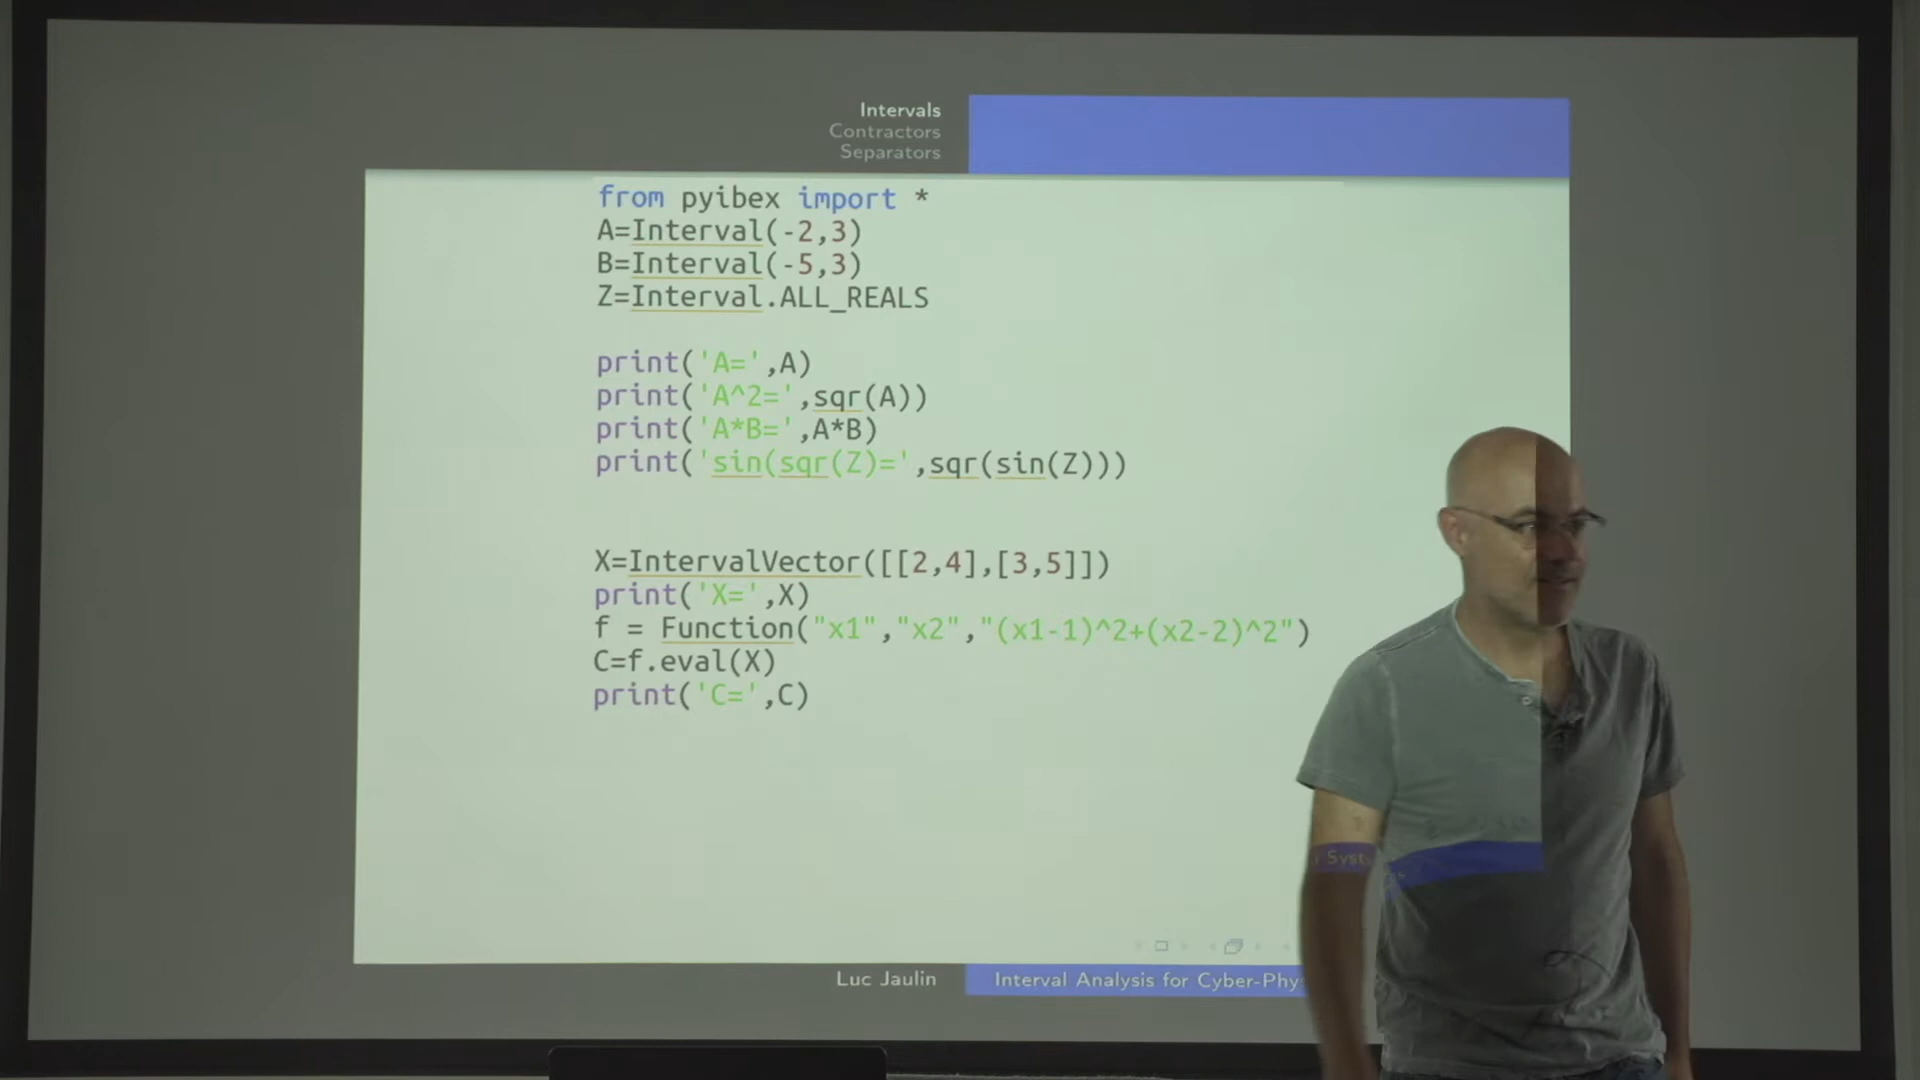 Intervals
Contractors
Separators
from pyibex import *
A=Interval(-2,3)
B=Interval(-5,3)
Z=Interval.ALL_REALS
print('A=',A)
print('A^2=',sqr(A))
print('A*B=',A*B)
print('sin(sqr(Z)=',sqr(sin(Z)))
X=IntervalVector([[2,4],[3,5]])
print('X=',X)
f = Function("x1","x2","(x1-1)^2+(x2-2)^2")
C=f.eval(X)
print('C=',C)
Luc Jaulin
Interval Analysis for Cyber-Phy
Syst